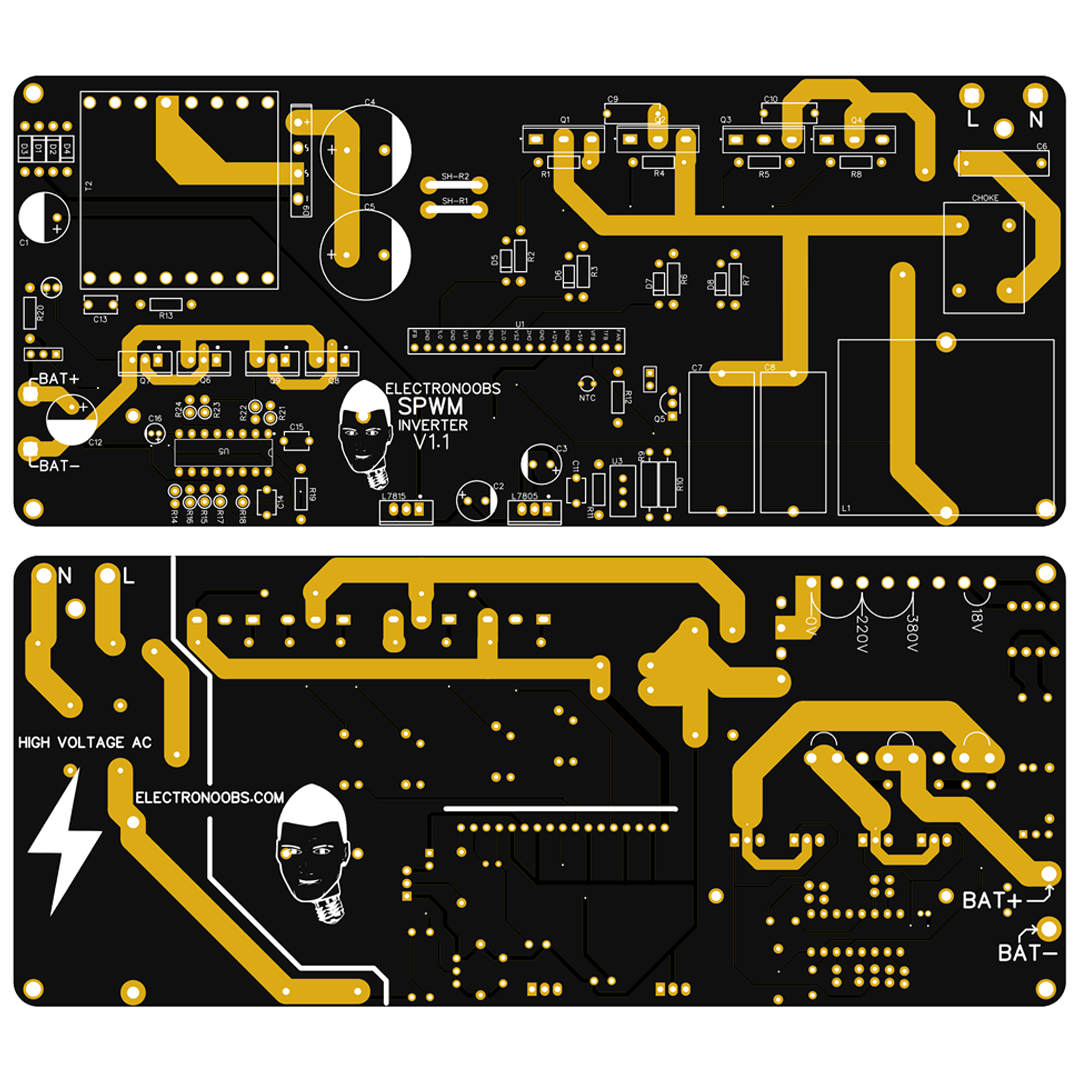 C4
C9
C10
Q1
Q2
Q3
Q4
L
N
D3
D1
D2
D4
T2
R1
R4
R5
R8
C6
SH-R2
SH-R1
C1
D9
C5
CHOKE
D5
R2
D6
R3
D7
R6
D8
R7
R20
C13
R13
U1
Q7
Q6
Q9
Q8
C7
C8
BAT+
ELECTRONOOBS
SPWM
INVERTER
V1.1
NTC
R12
Q5
R24
R23
R22
R21
C12
C16
U5
C15
BAT-
C3
C11
U3
R9
R10
R14
R16
R15
R17
R18
C14
R19
L7815
C2
L7805
R11
L1
N
L
0V
220V
380V
18V
HIGH VOLTAGE AC
ELECTRONOOBS.COM
BAT+
BAT-